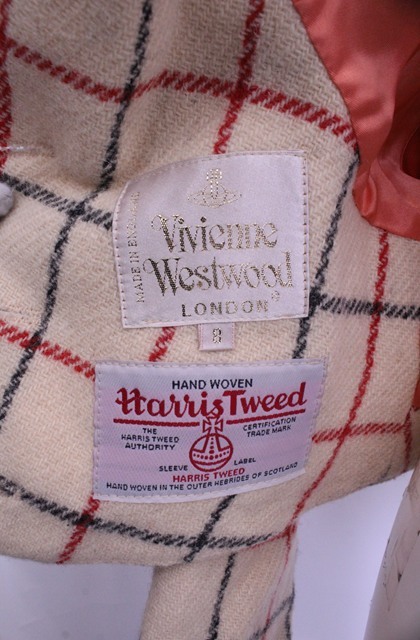 Vivienne
Westwood
LONDON
MADE IN ENGLAND
8
HAND WOVEN
Harris Tweed
THE
HARRIS TWEED
AUTHORITY
CERTIFICATION
TRADE MARK
SLEEVE LABEL
HARRIS TWEED
HAND WOVEN IN THE OUTER HEBRIDES OF SCOTLAND